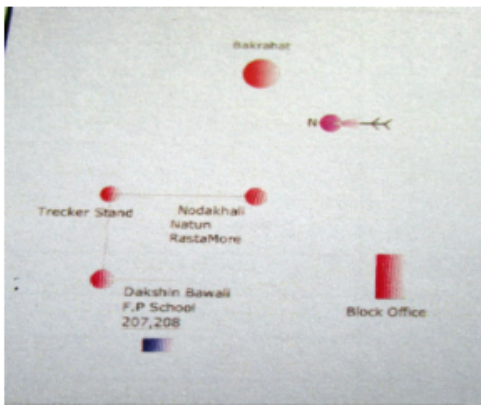 Bakrahat
N
Trecker Stand
Nodakhali
Natun
RastaMore
Dakshin Bawali
F.P School
207,208
Block Office